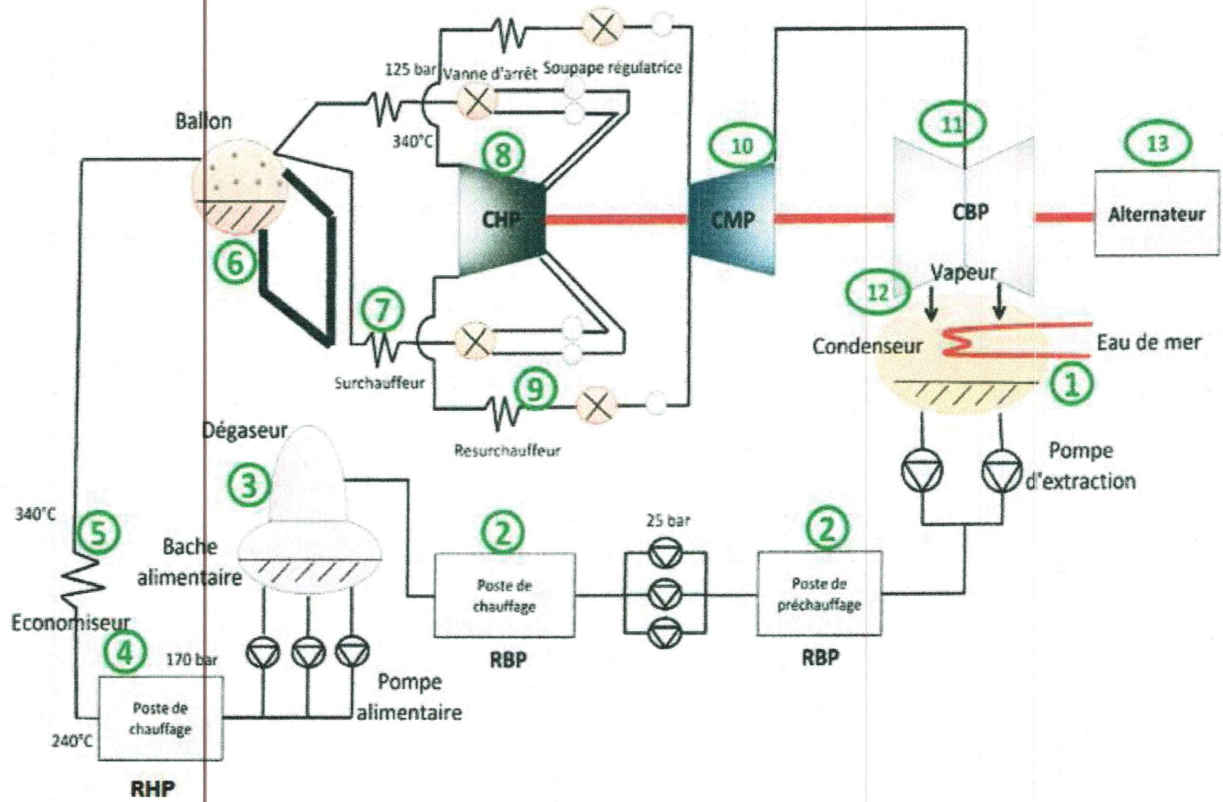 125 bar
Vanne d'arrêt
Soupape régulatrice
Ballon
340°C
8
10
11
13
CHP
CMP
CBP
Alternateur
6
Vapeur
12
7
Condenseur
Eau de mer
Surchauffeur
9
1
Resurchauffeur
Dégaseur
3
Pompe
d'extraction
340°C
5
Bache
alimentaire
2
25 bar
2
Poste de
chauffage
Poste de
préchauffage
Economiseur
4
170 bar
RBP
RBP
Pompe
alimentaire
Poste de
chauffage
240°C
RHP